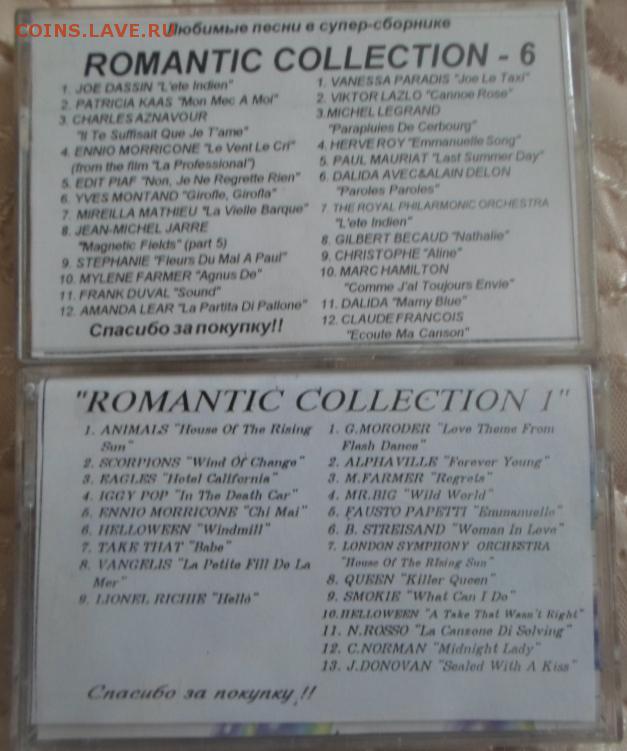 COINS.LAVE.RU
Любимые песни в супер-сборнике
ROMANTIC COLLECTION - 6
1. JOE DASSIN "L'ete Indien"
2. PATRICIA KAAS "Mon Mec A Moi"
3. CHARLES AZNAVOUR
"Il Te Suffisait Que Je T'ame"
4. ENNIO MORRICONE "Le Vent Le Cri"
(from the film "La Professional")
5. EDIT PIAF "Non, Je Ne Regrette Rien"
6. YVES MONTAND "Girofle, Girofla"
7. MIREILLA MATHIEU "La Vielle Barque"
8. JEAN-MICHEL JARRE
"Magnetic Fields" (part 5)
9. STEPHANIE "Fleurs Du Mal A Paul"
10. MYLENE FARMER "Agnus De"
11. FRANK DUVAL "Sound"
12. AMANDA LEAR "La Partita Di Pallone"
Спасибо за покупку!!
1. VANESSA PARADIS "Joe Le Taxi"
2. VIKTOR LAZLO "Cannoe Rose"
3.MICHEL LEGRAND
"Parapluies De Cerbourg"
4. HERVE ROY "Emmanuelle Song"
5. PAUL MAURIAT "Last Summer Day"
6. DALIDA AVEC&ALAIN DELON
"Paroles Paroles"
7. THE ROYAL PHILARMONIC ORCHESTRA
"L'ete Indien"
8. GILBERT BECAUD "Nathalie"
9. CHRISTOPHE "Aline"
10. MARC HAMILTON
"Comme J'ai Toujours Envie"
11. DALIDA "Mamy Blue"
12. CLAUDE FRANCOIS
"Ecoute Ma Canson"
"ROMANTIC COLLECTION 1"
1. ANIMALS "House Of The Rising
Sun"
2. SCORPIONS "Wind Of Change"
3. EAGLES "Hotel California"
4. IGGY POP "In The Death Car"
5. ENNIO MORRICONE "Chi Mai"
6. HELLOWEEN "Windmill"
7. TAKE THAT "Babe"
8. VANGELIS "La Petite Fill De La
Mer"
9. LIONEL RICHIE "Hello"
1. G.MORODER "Love Theme From
Flash Dance"
2. ALPHAVILLE "Forever Young"
3. M.FARMER "Regrets"
4. MR.BIG "Wild World"
5. FAUSTO PAPETTI "Emmanuelle"
6. B. STREISAND "Woman In Love"
7. LONDON SYMPHONY ORCHESTRA
"House Of The Rising Sun"
8. QUEEN "Killer Queen"
9. SMOKIE "What Can I Do"
10.HELLOWEEN "A Take That Wasn't Right"
11. N.ROSSO "La Canzone Di Solving"
12. C.NORMAN "Midnight Lady"
13. J.DONOVAN "Sealed With A Kiss"
Спасибо за покупку!!